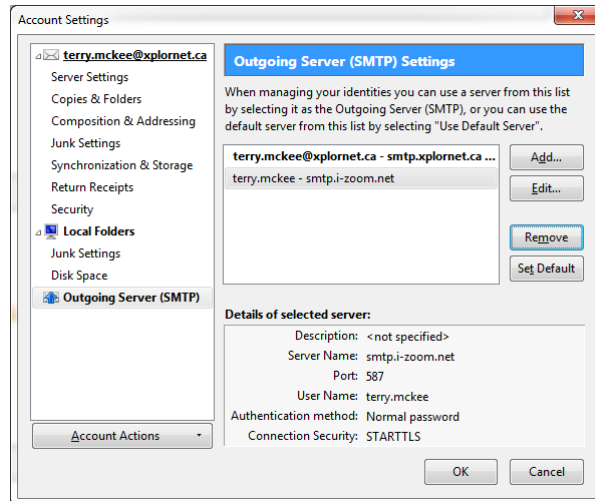 Account Settings
x
terry.mckee@xplornet.ca
Server Settings
Copies & Folders
Composition & Addressing
Junk Settings
Synchronization & Storage
Return Receipts
Security
Local Folders
Junk Settings
Disk Space
Outgoing Server (SMTP)
Account Actions
Outgoing Server (SMTP) Settings
When managing your identities you can use a server from this list
by selecting it as the Outgoing Server (SMTP), or you can use the
default server from this list by selecting "Use Default Server".
terry.mckee@xplornet.ca - smtp.xplornet.ca ...
terry.mckee - smtp.i-zoom.net
Add...
Edit...
Remove
Set Default
Details of selected server:
Description: <not specified>
Server Name: smtp.i-zoom.net
Port: 587
User Name: terry.mckee
Authentication method: Normal password
Connection Security: STARTTLS
OK
Cancel